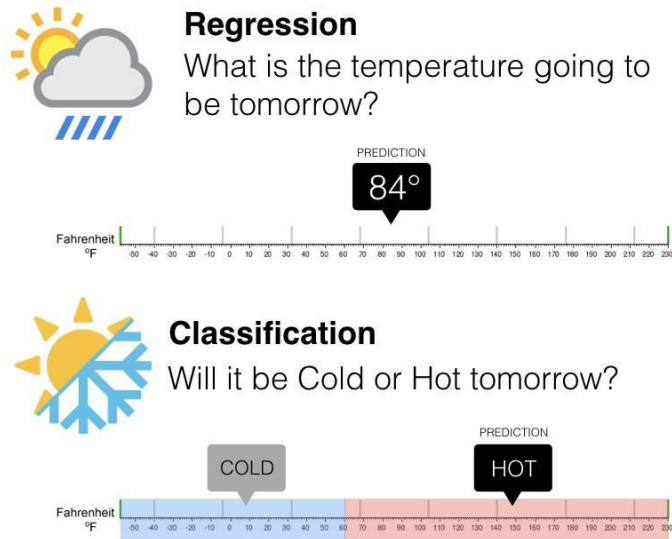 Regression
What is the temperature going to
be tomorrow?
PREDICTION
84°
Fahrenheit
°F
-50 -40 -30 -20 -10 0 10 20 30 40 50 60 70 80 90 100 110 120 130 140 150 160 170 180 190 200 210 220 230
Classification
Will it be Cold or Hot tomorrow?
PREDICTION
COLD HOT
Fahrenheit
°F
-50 -40 -30 -20 -10 0 10 20 30 40 50 60 70 80 90 100 110 120 130 140 150 160 170 180 190 200 210 220 230